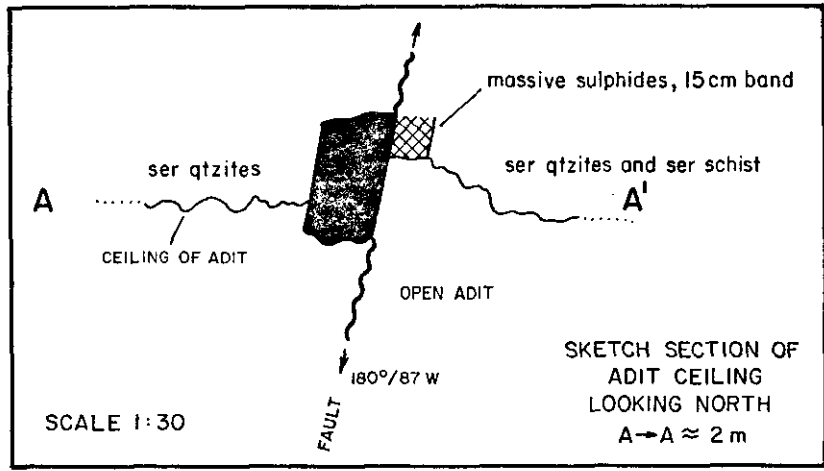 massive sulphides, 15cm band
ser qtzites
ser qtzites and ser schist
A
A'
CEILING OF ADIT
OPEN ADIT
180°/87 W
FAULT
SCALE 1:30
SKETCH SECTION OF
ADIT CEILING
LOOKING NORTH
A→A ≈ 2 m